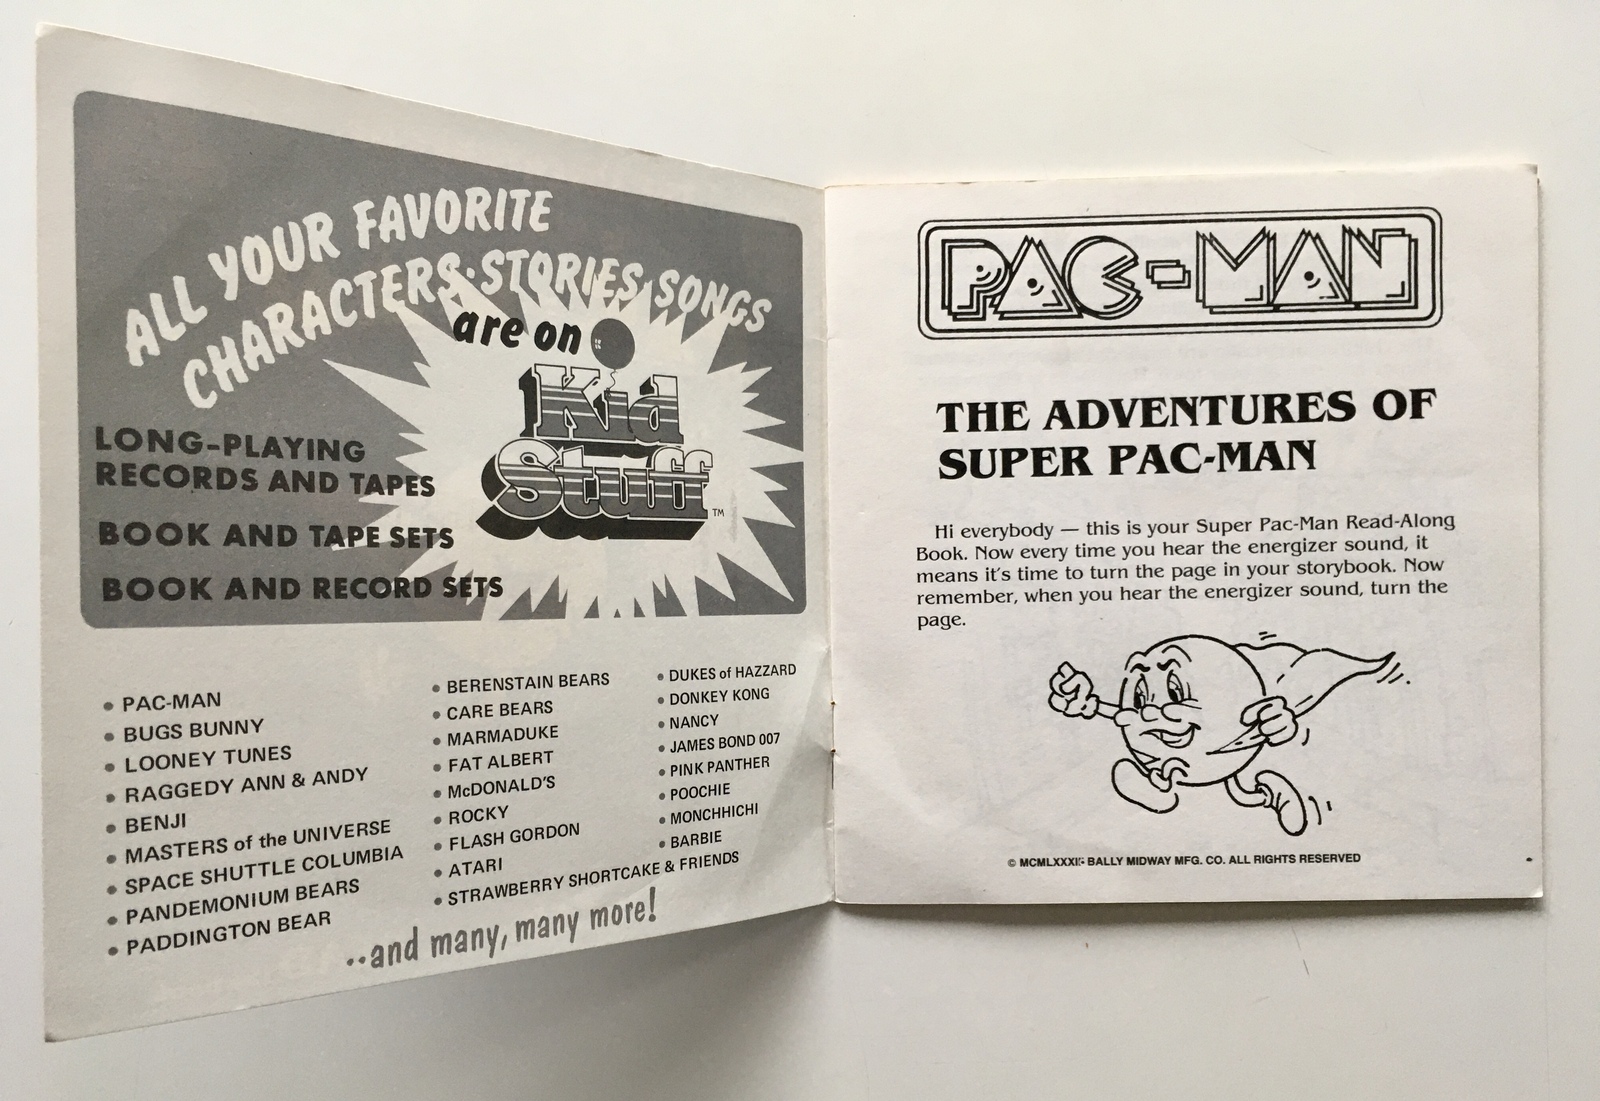 ALL YOUR FAVORITE
CHARACTERS·STORIES·SONGS
are on
Kid
Stuff
TM
LONG-PLAYING
RECORDS AND TAPES
BOOK AND TAPE SETS
BOOK AND RECORD SETS
• PAC-MAN
• BUGS BUNNY
• LOONEY TUNES
• RAGGEDY ANN & ANDY
• BENJI
• MASTERS of the UNIVERSE
• SPACE SHUTTLE COLUMBIA
• PANDEMONIUM BEARS
• PADDINGTON BEAR
• BERENSTAIN BEARS
• CARE BEARS
• MARMADUKE
• FAT ALBERT
• McDONALD'S
• ROCKY
• FLASH GORDON
• ATARI
• STRAWBERRY SHORTCAKE & FRIENDS
• DUKES of HAZZARD
• DONKEY KONG
• NANCY
• JAMES BOND 007
• PINK PANTHER
• POOCHIE
• MONCHHICHI
• BARBIE
..and many, many more!
PAC-MAN
THE ADVENTURES OF
SUPER PAC-MAN
Hi everybody — this is your Super Pac-Man Read-Along
Book. Now every time you hear the energizer sound, it
means it's time to turn the page in your storybook. Now
remember, when you hear the energizer sound, turn the
page.
© BALLY MIDWAY MFG. CO. ALL RIGHTS RESERVED